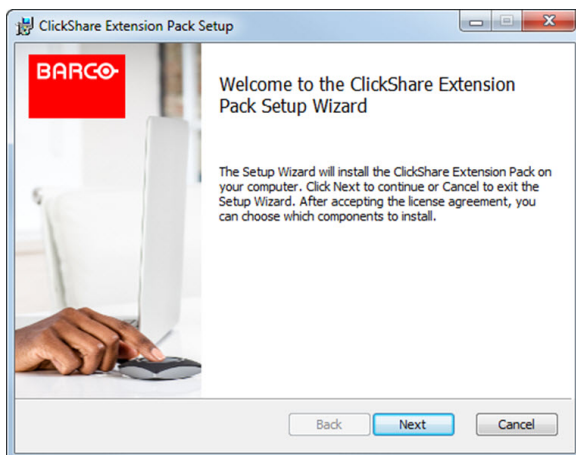 ClickShare Extension Pack Setup
BARCO
Welcome to the ClickShare Extension
Pack Setup Wizard
The Setup Wizard will install the ClickShare Extension Pack on
your computer. Click Next to continue or Cancel to exit the
Setup Wizard. After accepting the license agreement, you
can choose which components to install.
Back Next Cancel